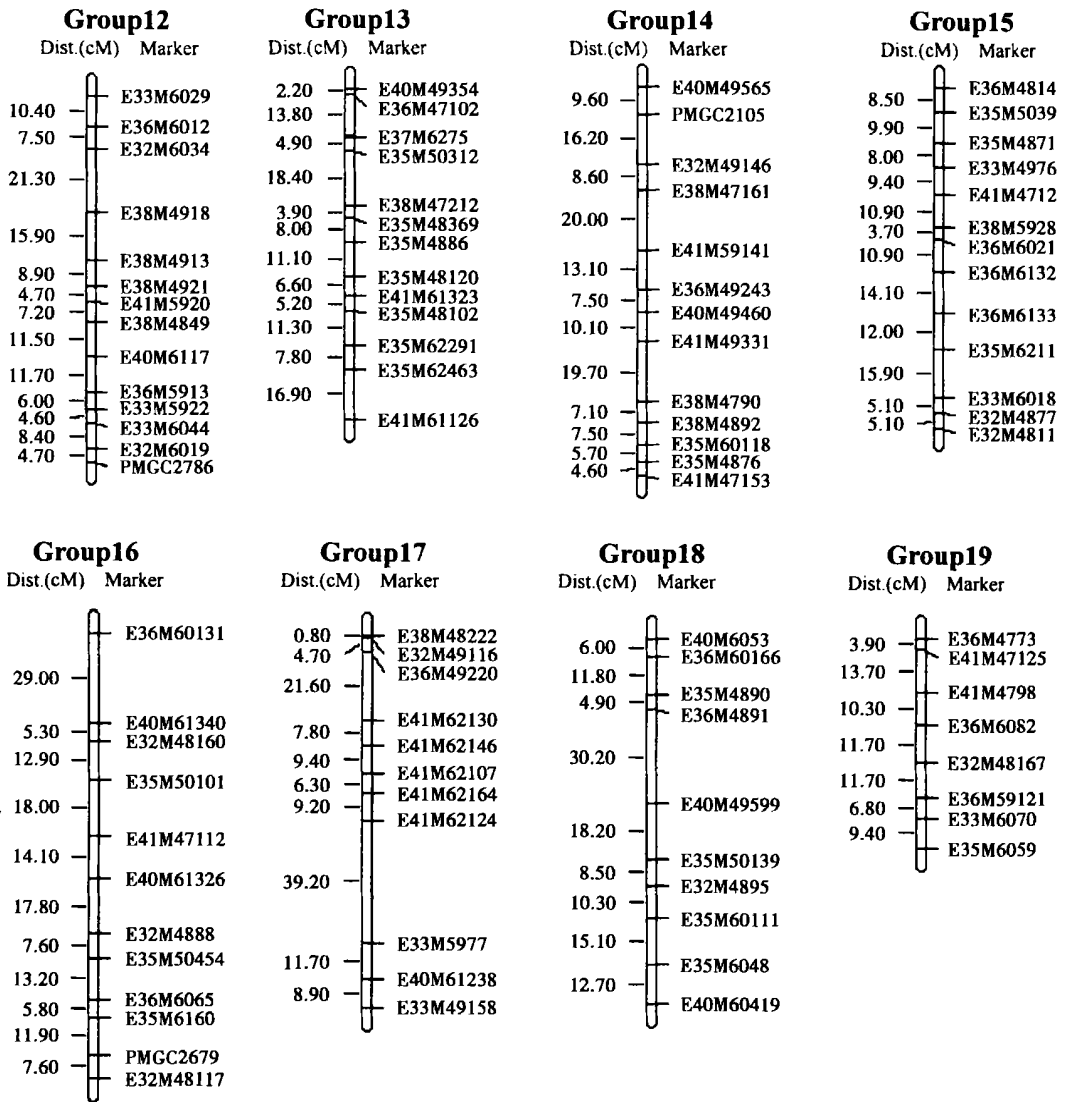 Group12
Dist.(cM) Marker
E33M6029
10.40
E36M6012
7.50
E32M6034
21.30
E38M4918
15.90
E38M4913
8.90
E38M4921
4.70
E41M5920
7.20
E38M4849
11.50
E40M6117
11.70
E36M5913
6.00
E33M5922
4.60
E33M6044
8.40
E32M6019
4.70
PMGC2786
Group13
Dist.(cM) Marker
E40M49354
2.20
E36M47102
13.80
E37M6275
4.90
E35M50312
18.40
E38M47212
3.90
E35M48369
8.00
E35M4886
11.10
E35M48120
6.60
E41M61323
5.20
E35M48102
11.30
E35M62291
7.80
E35M62463
16.90
E41M61126
Group14
Dist.(cM) Marker
E40M49565
9.60
PMGC2105
16.20
E32M49146
8.60
E38M47161
20.00
E41M59141
13.10
E36M49243
7.50
E40M49460
10.10
E41M49331
19.70
E38M4790
7.10
E38M4892
7.50
E35M60118
5.70
E35M4876
4.60
E41M47153
Group15
Dist.(cM) Marker
E36M4814
8.50
E35M5039
9.90
E35M4871
8.00
E33M4976
9.40
E41M4712
10.90
E38M5928
3.70
E36M6021
10.90
E36M6132
14.10
E36M6133
12.00
E35M6211
15.90
E33M6018
5.10
E32M4877
5.10
E32M4811
Group16
Dist.(cM) Marker
E36M60131
29.00
E40M61340
5.30
E32M48160
12.90
E35M50101
18.00
E41M47112
14.10
E40M61326
17.80
E32M4888
7.60
E35M50454
13.20
E36M6065
5.80
E35M6160
11.90
PMGC2679
7.60
E32M48117
Group17
Dist.(cM) Marker
E38M48222
0.80
E32M49116
4.70
E36M49220
21.60
E41M62130
7.80
E41M62146
9.40
E41M62107
6.30
E41M62164
9.20
E41M62124
39.20
E33M5977
11.70
E40M61238
8.90
E33M49158
Group18
Dist.(cM) Marker
E40M6053
6.00
E36M60166
11.80
E35M4890
4.90
E36M4891
30.20
E40M49599
18.20
E35M50139
8.50
E32M4895
10.30
E35M60111
15.10
E35M6048
12.70
E40M60419
Group19
Dist.(cM) Marker
E36M4773
3.90
E41M47125
13.70
E41M4798
10.30
E36M6082
11.70
E32M48167
11.70
E36M59121
6.80
E33M6070
9.40
E35M6059